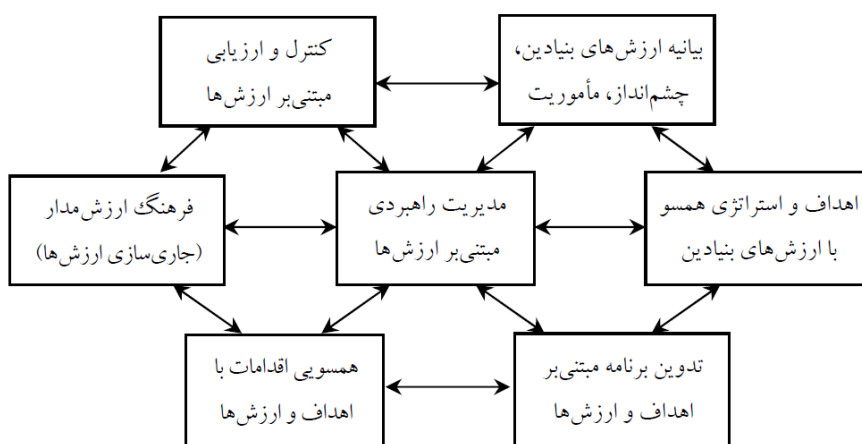 بیانیه ارزش‌های بنیادین،
چشم‌انداز، مأموریت
کنترل و ارزیابی
مبتنی‌بر ارزش‌ها
اهداف و استراتژی همسو
با ارزش‌های بنیادین
مدیریت راهبردی
مبتنی‌بر ارزش‌ها
فرهنگ ارزش‌مدار
(جاری‌سازی ارزش‌ها)
تدوین برنامه مبتنی‌بر
اهداف و ارزش‌ها
همسویی اقدامات با
اهداف و ارزش‌ها